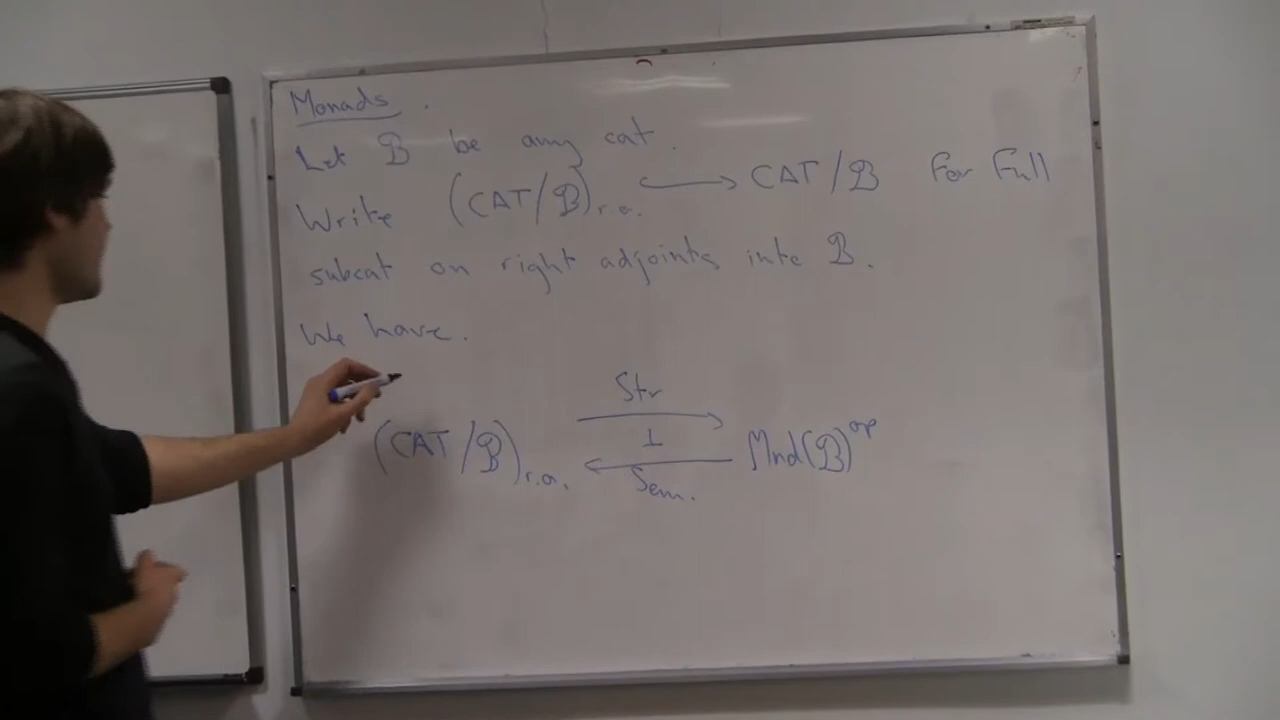 Monads.
Let B be any cat.
Write (CAT/B)r.a. ↪ CAT/B for full
subcat on right adjoints into B.
We have.
Str
(CAT/B)r.a. ⊥ Mnd(B)^op
Sem.